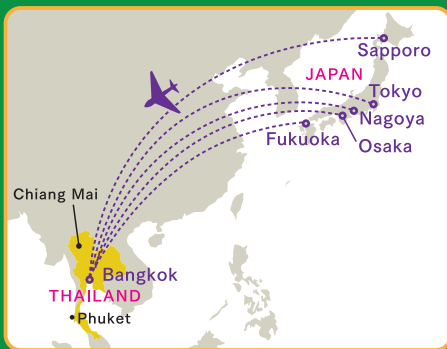 Sapporo
JAPAN
Tokyo
Nagoya
Fukuoka
Osaka
Chiang Mai
Bangkok
THAILAND
Phuket